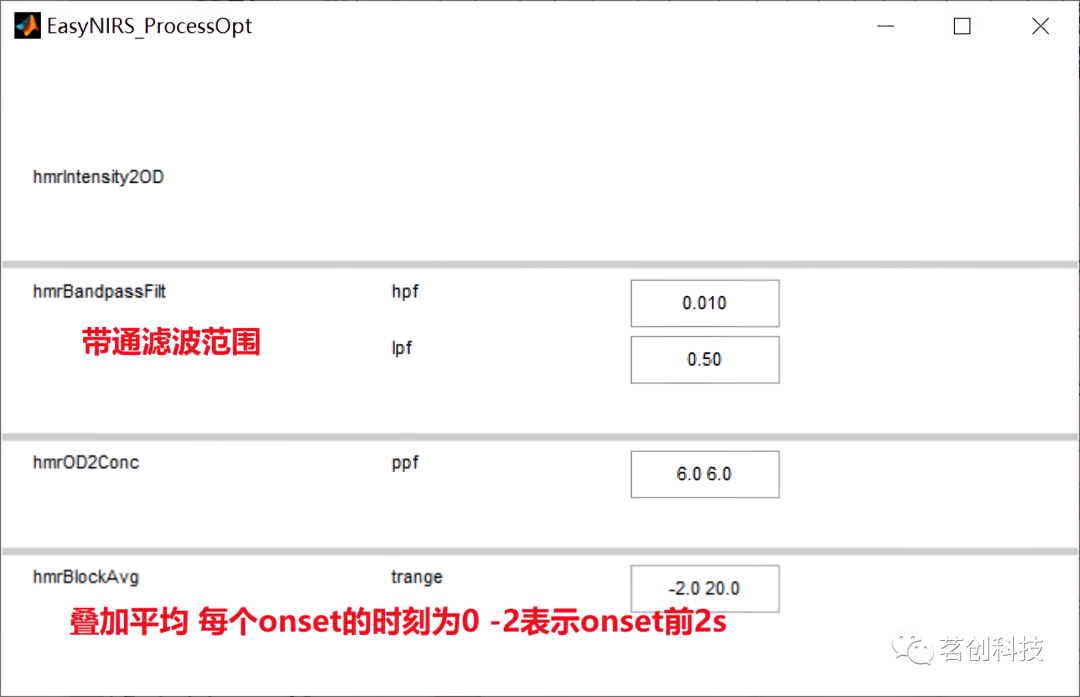 EasyNIRS_ProcessOpt
hmrIntensity2OD
hmrBandpassFilt hpf 0.010
带通滤波范围
lpf 0.50
hmrOD2Conc ppf 6.0 6.0
hmrBlockAvg trange -2.0 20.0
叠加平均 每个onset的时刻为0 -2表示onset前2s
茗创科技